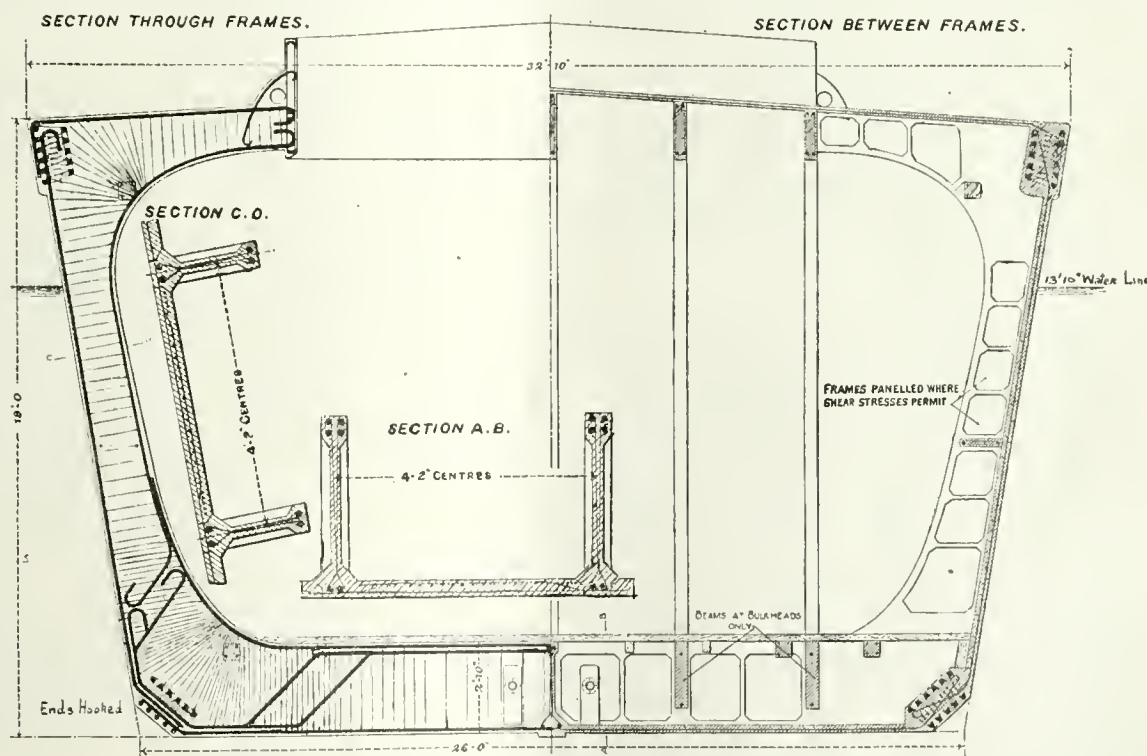 SECTION THROUGH FRAMES.
SECTION BETWEEN FRAMES.
32'-10"
SECTION C.D.
13'10" Water Line
18'-0
4'-2" CENTRES
FRAMES PANELLED WHERE
SHEAR STRESSES PERMIT
SECTION A.B.
4-2" CENTRES
C
B
BEAMS AT BULKHEADS
ONLY
2'-10"
Ends Hooked
26'-0"